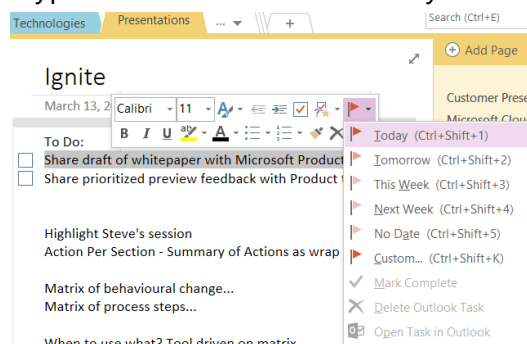 Technologies
Presentations
...
+
Search (Ctrl+E)
Add Page
Ignite
March 13, 2
Calibri 11
B I U ab A
To Do:
Share draft of whitepaper with Microsoft Product
Share prioritized preview feedback with Product
Highlight Steve's session
Action Per Section - Summary of Actions as wrap
Matrix of behavioural change...
Matrix of process steps...
When to use what? Tool driven on matrix
Customer Prese
Microsoft Clou
Today (Ctrl+Shift+1)
Tomorrow (Ctrl+Shift+2)
This Week (Ctrl+Shift+3)
Next Week (Ctrl+Shift+4)
No Date (Ctrl+Shift+5)
Custom... (Ctrl+Shift+K)
Mark Complete
Delete Outlook Task
Open Task in Outlook